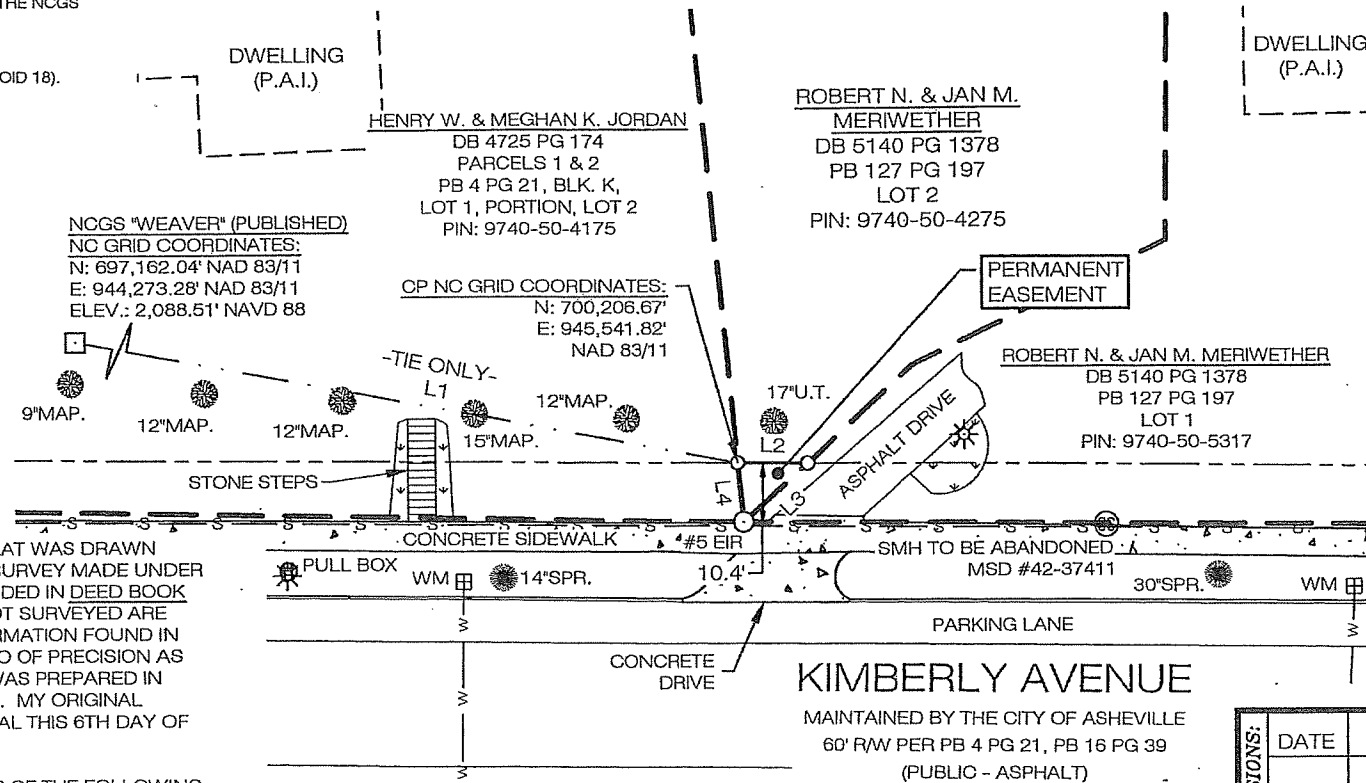 THE NCGS
OID 18).
DWELLING
(P.A.I.)
HENRY W. & MEGHAN K. JORDAN
DB 4725 PG 174
PARCELS 1 & 2
PB 4 PG 21, BLK. K,
LOT 1, PORTION, LOT 2
PIN: 9740-50-4175
ROBERT N. & JAN M.
MERIWETHER
DB 5140 PG 1378
PB 127 PG 197
LOT 2
PIN: 9740-50-4275
DWELLING
(P.A.I.)
NCGS "WEAVER" (PUBLISHED)
NC GRID COORDINATES:
N: 697,162.04' NAD 83/11
E: 944,273.28' NAD 83/11
ELEV.: 2,088.51' NAVD 88
CP NC GRID COORDINATES:
N: 700,206.67'
E: 945,541.82'
NAD 83/11
PERMANENT
EASEMENT
ROBERT N. & JAN M. MERIWETHER
DB 5140 PG 1378
PB 127 PG 197
LOT 1
PIN: 9740-50-5317
-TIE ONLY-
L1
9"MAP.
12"MAP.
12"MAP.
15"MAP.
12"MAP.
17"U.T.
L2
L4
L3
ASPHALT DRIVE
STONE STEPS
S S S S S S S S S S S S
CONCRETE SIDEWALK
#5 EIR
SMH TO BE ABANDONED
MSD #42-37411
PULL BOX
WM
14"SPR.
10.4'
30"SPR.
WM
W
W
W
W
W
PARKING LANE
CONCRETE
DRIVE
KIMBERLY AVENUE
MAINTAINED BY THE CITY OF ASHEVILLE
60' R/W PER PB 4 PG 21, PB 16 PG 39
(PUBLIC - ASPHALT)
LAT WAS DRAWN
SURVEY MADE UNDER
DED IN DEED BOOK
OT SURVEYED ARE
RMATION FOUND IN
O OF PRECISION AS
WAS PREPARED IN
. MY ORIGINAL
AL THIS 6TH DAY OF
OF THE FOLLOWING
IONS:
DATE